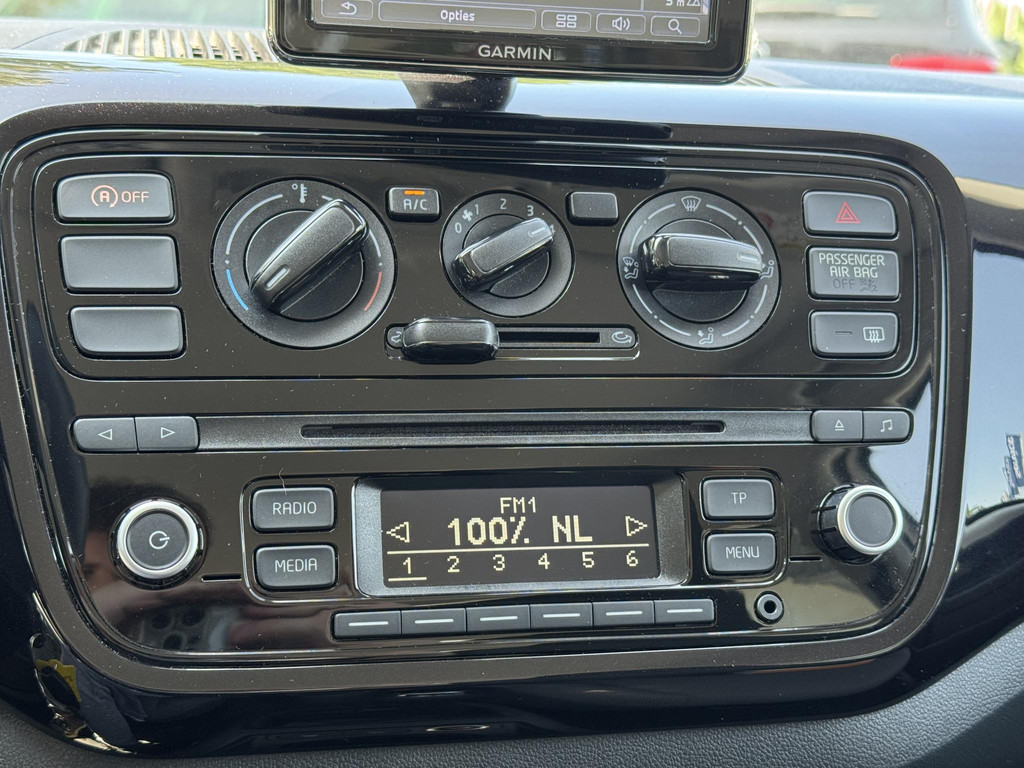 5 m
Opties
GARMIN
A OFF
A/C
0 1 2 3
PASSENGER
AIR BAG
OFF
RADIO
MEDIA
FM1
100% NL
1 2 3 4 5 6
TP
MENU